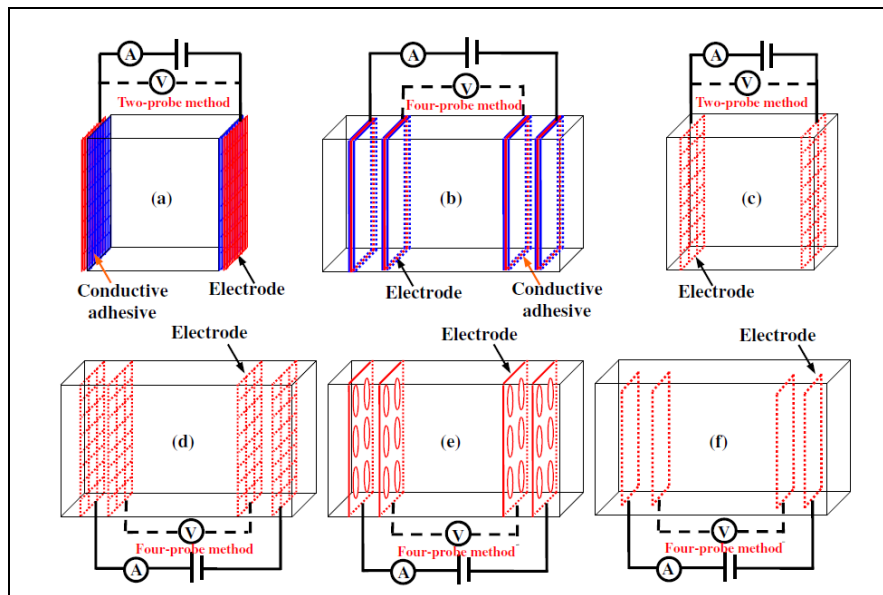 A
V
Two-probe method
(a)
Conductive
adhesive
Electrode
A
V
Four-probe method
(b)
Electrode
Conductive
adhesive
A
V
Two-probe method
(c)
Electrode
Electrode
(d)
V
Four-probe method
A
Electrode
(e)
V
Four-probe method
A
Electrode
(f)
V
Four-probe method
A